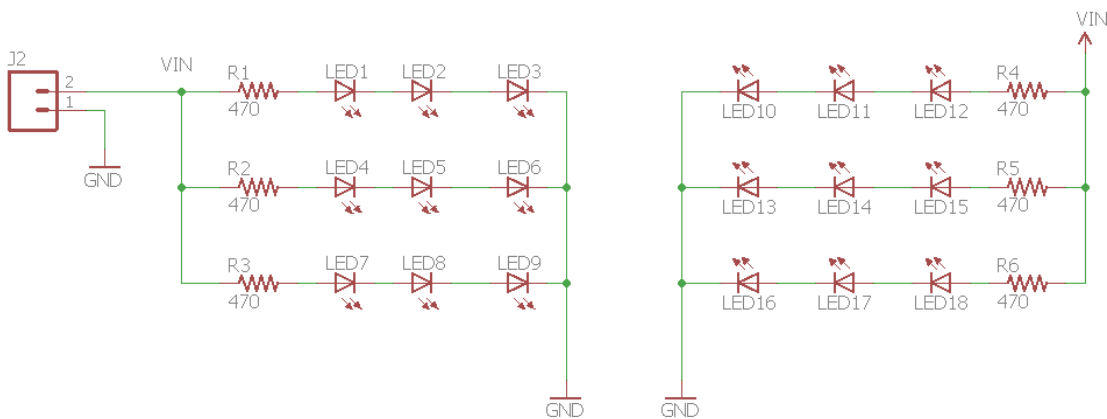 VIN
J2
2
1
VIN
GND
R1
470
LED1
LED2
LED3
R2
470
LED4
LED5
LED6
R3
470
LED7
LED8
LED9
GND
LED10
LED11
LED12
R4
470
LED13
LED14
LED15
R5
470
LED16
LED17
LED18
R6
470
GND